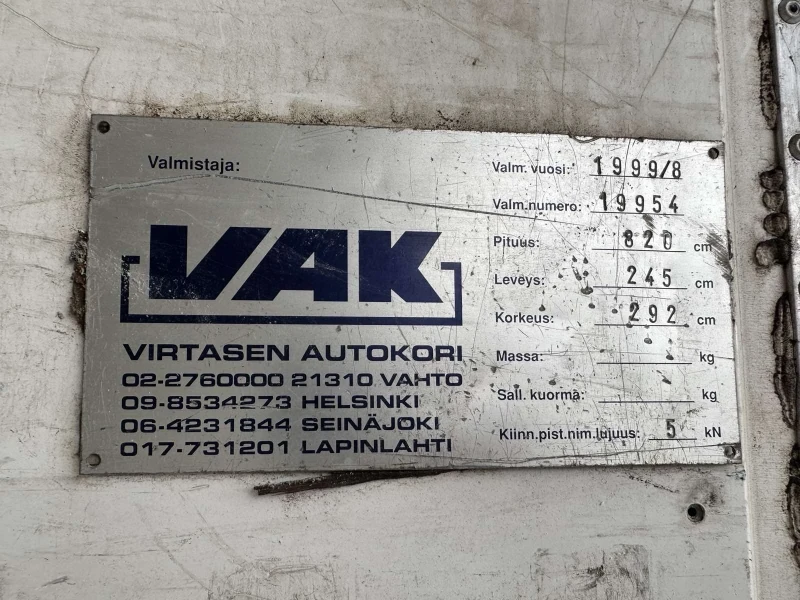 Valmistaja:
VAK
VIRTASEN AUTOKORI
02-2760000 21310 VAHTO
09-8534273 HELSINKI
06-4231844 SEINÄJOKI
017-731201 LAPINLAHTI
Valm. vuosi: 1999/8
Valm.numero: 19954
Pituus: 820 cm
Leveys: 245 cm
Korkeus: 292 cm
Massa: kg
Sall. kuorma: kg
Kiinn.pist.nim.lujuus: 5 kN